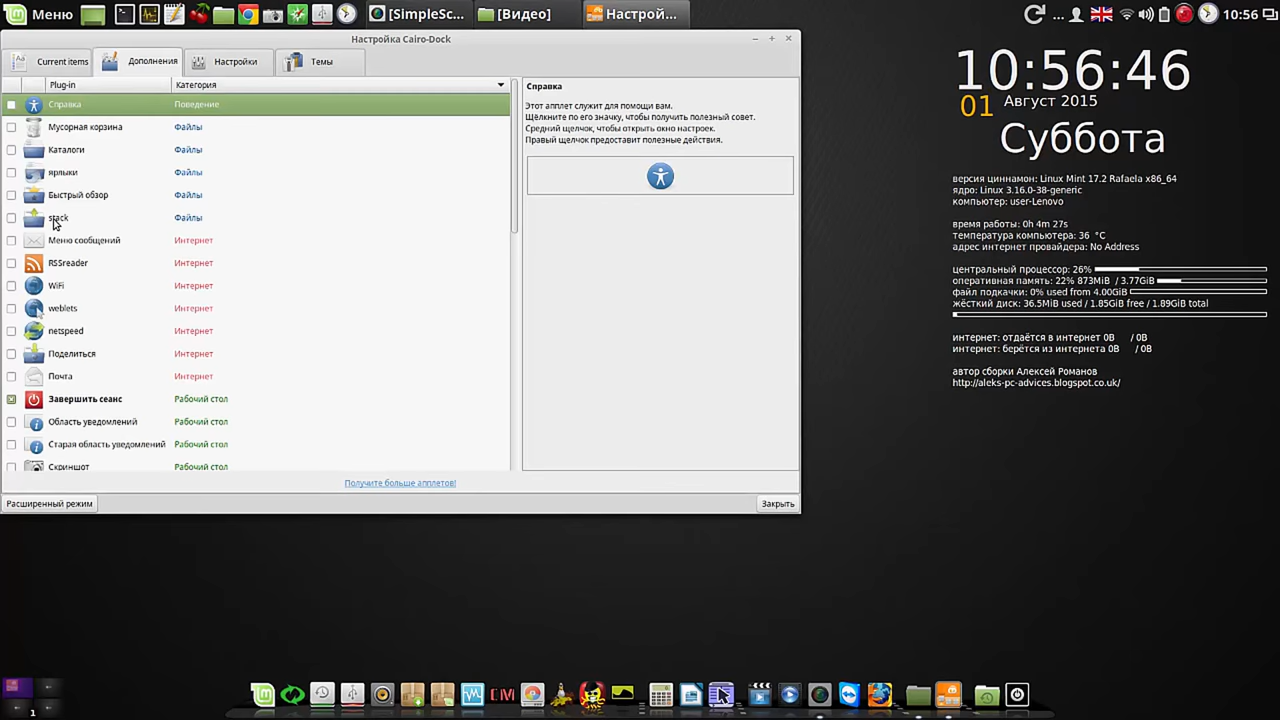 Меню
[SimpleSc...
[Видео]
Настрой...
...
10:56
Настройка Cairo-Dock
Current items
Дополнения
Настройки
Темы
Plug-in
Категория
Справка
Поведение
Мусорная корзина
Файлы
Каталоги
Файлы
ярлыки
Файлы
Быстрый обзор
Файлы
stack
Файлы
Меню сообщений
Интернет
RSSreader
Интернет
WiFi
Интернет
weblets
Интернет
netspeed
Интернет
Поделиться
Интернет
Почта
Интернет
Завершить сеанс
Рабочий стол
Область уведомлений
Рабочий стол
Старая область уведомлений
Рабочий стол
Скриншот
Рабочий стол
Справка
Этот апплет служит для помощи вам.
Щёлкните по его значку, чтобы получить полезный совет.
Средний щелчок, чтобы открыть окно настроек.
Правый щелчок предоставит полезные действия.
Получите больше апплетов!
Расширенный режим
Закрыть
10:56:46
01 Август 2015
Суббота
версия циннамон: Linux Mint 17.2 Rafaela x86_64
ядро: Linux 3.16.0-38-generic
компьютер: user-Lenovo
время работы: 0h 4m 27s
температура компьютера: 36 °C
адрес интернет провайдера: No Address
центральный процессор: 26%
оперативная память: 22% 873MiB / 3.77GiB
файл подкачки: 0% used from 4.00GiB
жёсткий диск: 36.5MiB used / 1.85GiB free / 1.89GiB total
интернет: отдаётся в интернет 0B / 0B
интернет: берётся из интернета 0B / 0B
автор сборки Алексей Романов
http://aleks-pc-advices.blogspot.co.uk/
1